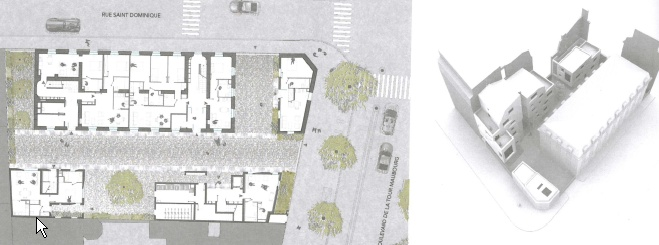 RUE SAINT DOMINIQUE
BOULEVARD DE LA TOUR MAUBOURG